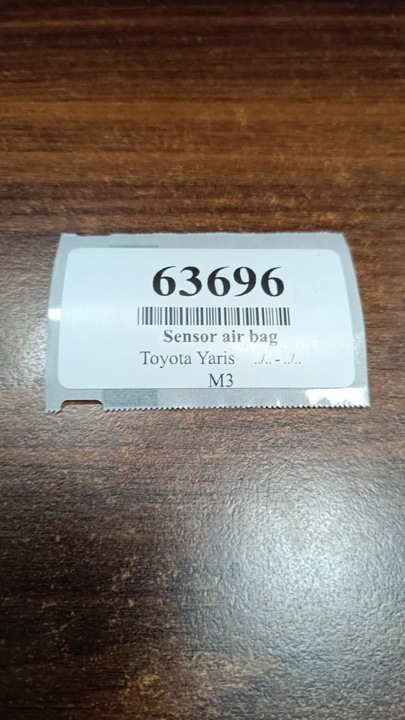 63696
Sensor air bag
Toyota Yaris ../.. - ../..
M3